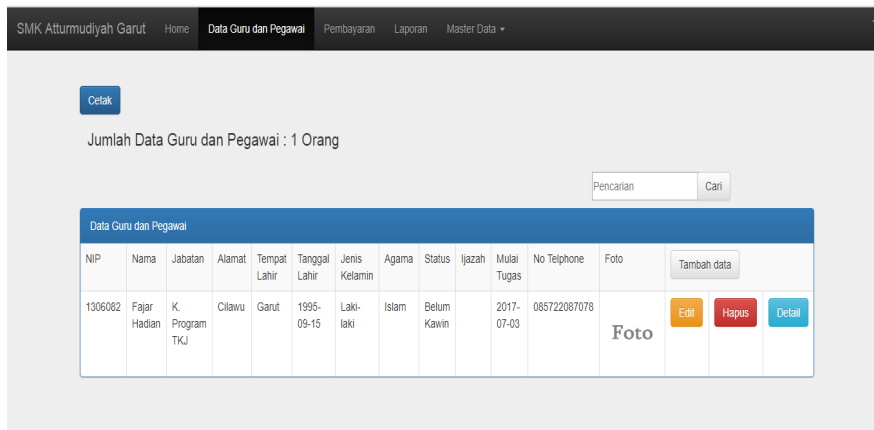 SMK Atturmudiyah Garut Home Data Guru dan Pegawai Pembayaran Laporan Master Data
Cetak
Jumlah Data Guru dan Pegawai : 1 Orang
Pencarian Cari
Data Guru dan Pegawai
NIP Nama Jabatan Alamat Tempat Tanggal Jenis Agama Status Ijazah Mulai No Telphone Foto Tambah data
Lahir Lahir Kelamin Tugas
1306082 Fajar K. Cilawu Garut 1995- Laki- Islam Belum 2017- 085722087078 Edit Hapus Detail
Hadian Program 09-15 laki Kawin 07-03 Foto
TKJ